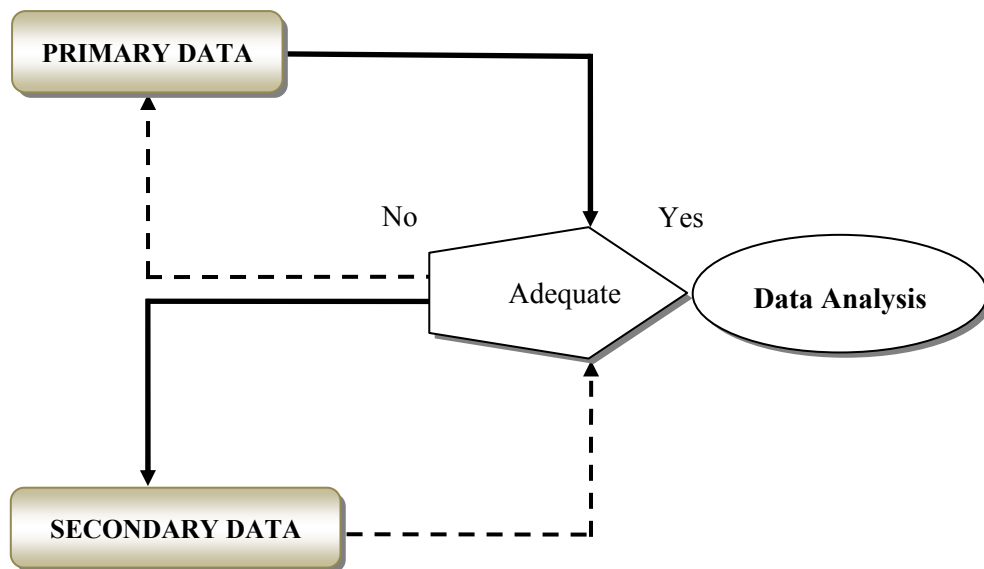 PRIMARY DATA
No
Yes
Adequate
Data Analysis
SECONDARY DATA